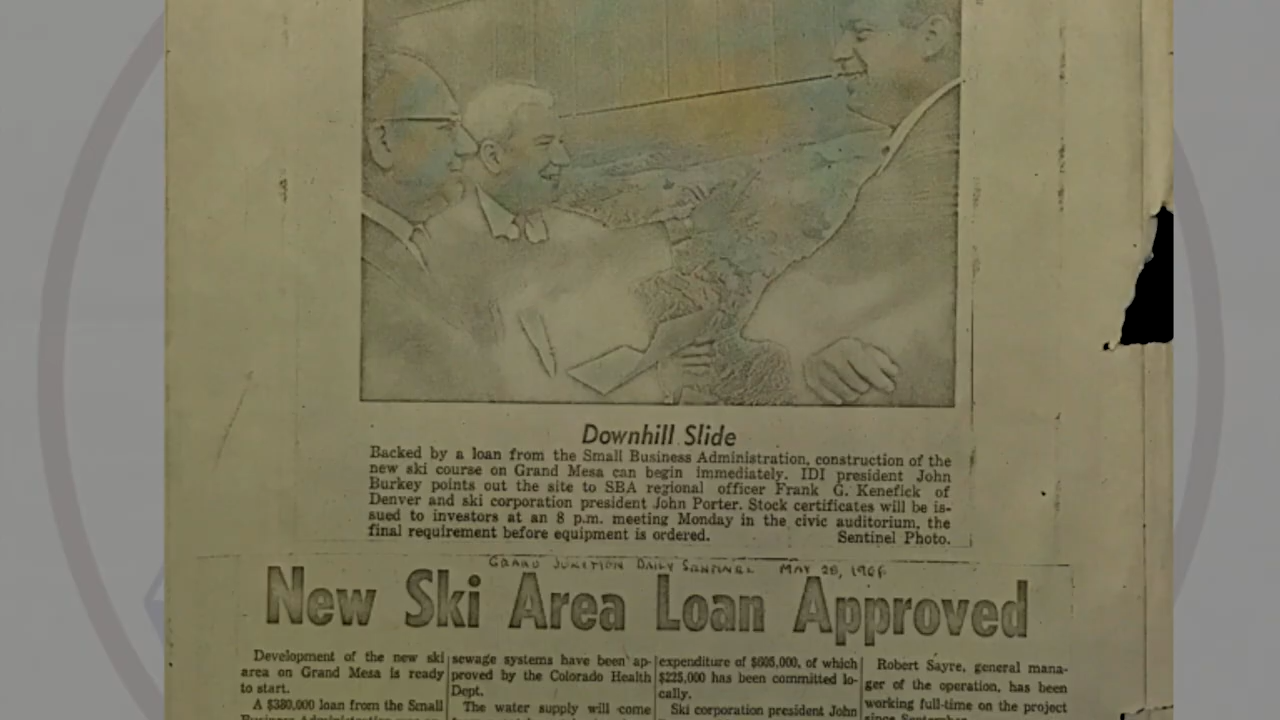 Downhill Slide
Backed by a loan from the Small Business Administration, construction of the
new ski course on Grand Mesa can begin immediately. IDI president John
Burkey points out the site to SBA regional officer Frank G. Kenefick of
Denver and ski corporation president John Porter. Stock certificates will be is-
sued to investors at an 8 p.m. meeting Monday in the civic auditorium, the
final requirement before equipment is ordered. Sentinel Photo.
GRAND JUNCTION DAILY SENTINEL MAY 28, 1966
New Ski Area Loan Approved
Development of the new ski
area on Grand Mesa is ready
to start.
A $380,000 loan from the Small
Business Administration
sewage systems have been ap-
proved by the Colorado Health
Dept.
The water supply will come
expenditure of $605,000, of which
$225,000 has been committed lo-
cally.
Ski corporation president John
Robert Sayre, general mana-
ger of the operation, has been
working full-time on the project
since September